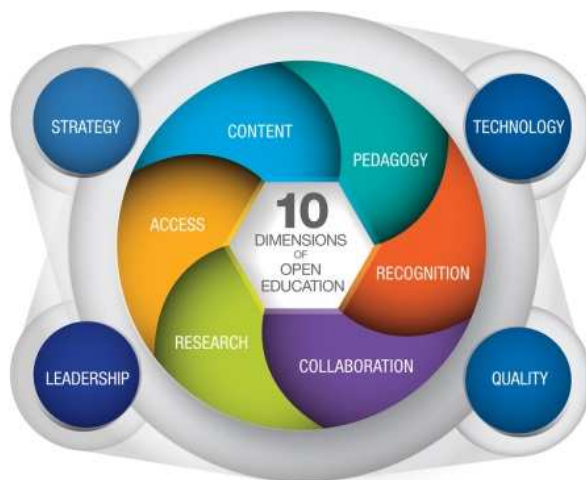 STRATEGY
TECHNOLOGY
CONTENT
PEDAGOGY
ACCESS
10
DIMENSIONS
OF
OPEN
EDUCATION
RECOGNITION
RESEARCH
COLLABORATION
LEADERSHIP
QUALITY